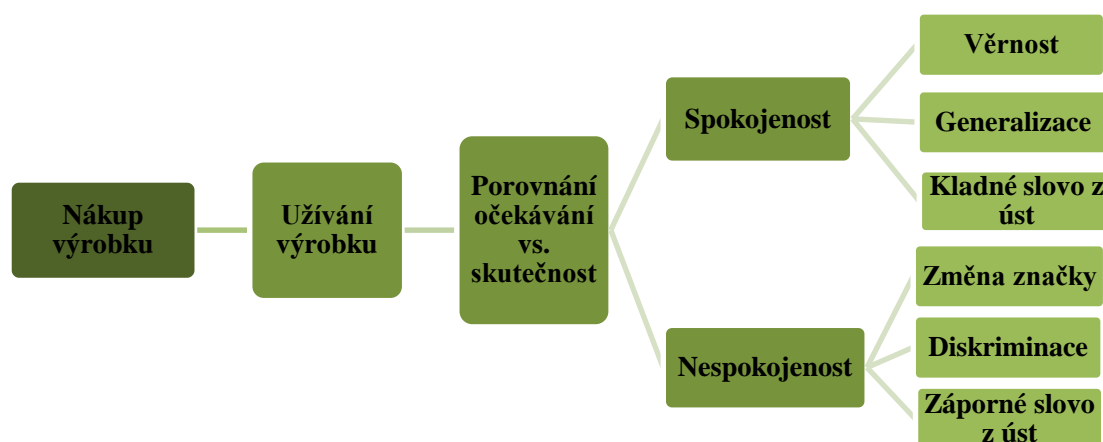 Nákup
výrobku
Užívání
výrobku
Porovnání
očekávání
vs.
skutečnost
Spokojenost
Věrnost
Generalizace
Kladné slovo z
úst
Nespokojenost
Změna značky
Diskriminace
Záporné slovo
z úst